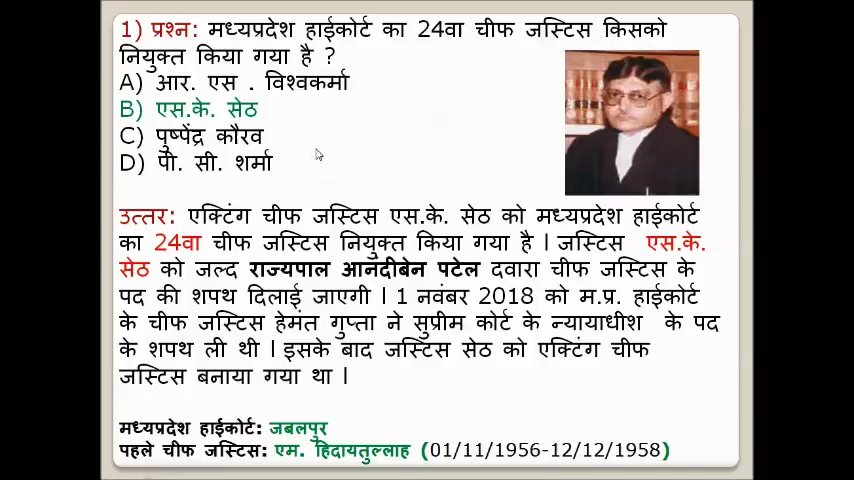 1) प्रश्न: मध्यप्रदेश हाईकोर्ट का 24वा चीफ जस्टिस किसको
नियुक्त किया गया है ?
A) आर. एस . विश्वकर्मा
B) एस.के. सेठ
C) पुष्पेंद्र कौरव
D) पी. सी. शर्मा
उत्तर: एक्टिंग चीफ जस्टिस एस.के. सेठ को मध्यप्रदेश हाईकोर्ट
का 24वा चीफ जस्टिस नियुक्त किया गया है । जस्टिस एस.के.
सेठ को जल्द राज्यपाल आनंदीबेन पटेल दवारा चीफ जस्टिस के
पद की शपथ दिलाई जाएगी । 1 नवंबर 2018 को म.प्र. हाईकोर्ट
के चीफ जस्टिस हेमंत गुप्ता ने सुप्रीम कोर्ट के न्यायाधीश के पद
के शपथ ली थी । इसके बाद जस्टिस सेठ को एक्टिंग चीफ
जस्टिस बनाया गया था ।
मध्यप्रदेश हाईकोर्ट: जबलपुर
पहले चीफ जस्टिस: एम. हिदायतुल्लाह (01/11/1956-12/12/1958)